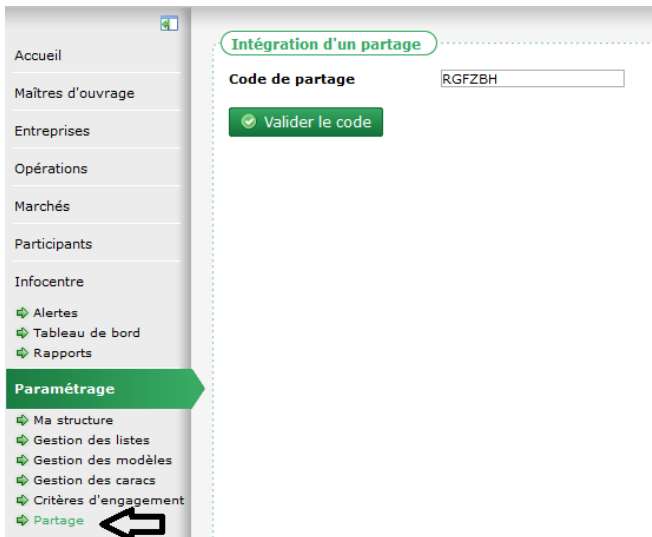 Accueil
Maîtres d'ouvrage
Entreprises
Opérations
Marchés
Participants
Infocentre
Alertes
Tableau de bord
Rapports
Paramétrage
Ma structure
Gestion des listes
Gestion des modèles
Gestion des caracs
Critères d'engagement
Partage
Intégration d'un partage
Code de partage RGFZBH
Valider le code